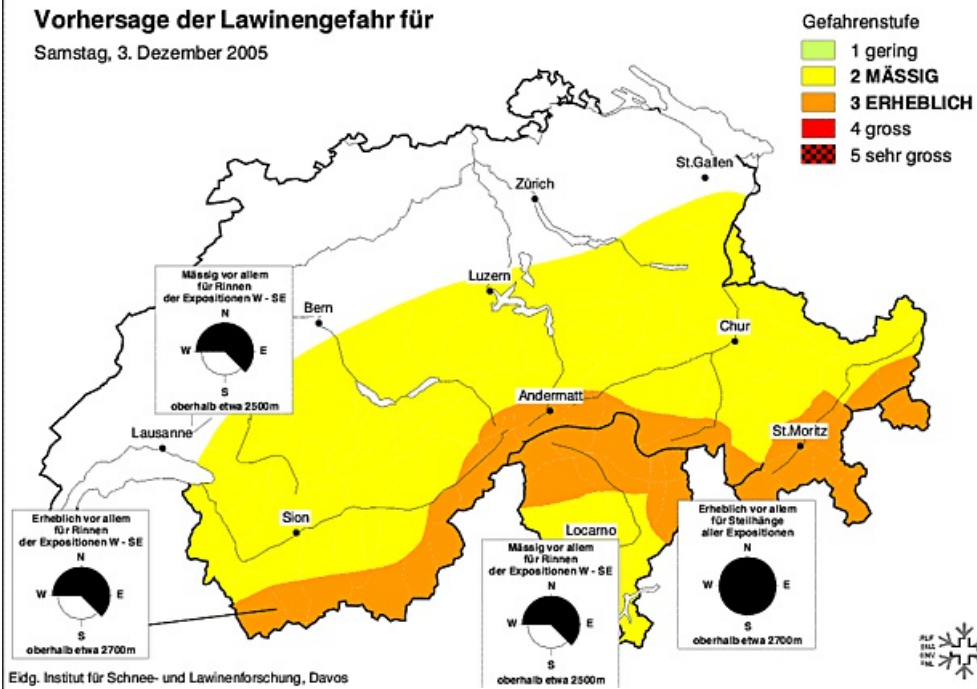 Vorhersage der Lawinengefahr für
Samstag, 3. Dezember 2005
Gefahrenstufe
1 gering
2 MÄSSIG
3 ERHEBLICH
4 gross
5 sehr gross
St.Gallen
Zürich
Luzern
Bern
Chur
Andermatt
Lausanne
St.Moritz
Sion
Locarno
Mässig vor allem
für Rinnen
der Expositionen W - SE
N
W E
S
oberhalb etwa 2500m
Erheblich vor allem
für Rinnen
der Expositionen W - SE
N
W E
S
oberhalb etwa 2700m
Mässig vor allem
für Rinnen
der Expositionen W - SE
N
W E
S
oberhalb etwa 2500m
Erheblich vor allem
für Steilhänge
aller Expositionen
N
W E
S
oberhalb etwa 2700m
Eidg. Institut für Schnee- und Lawinenforschung, Davos